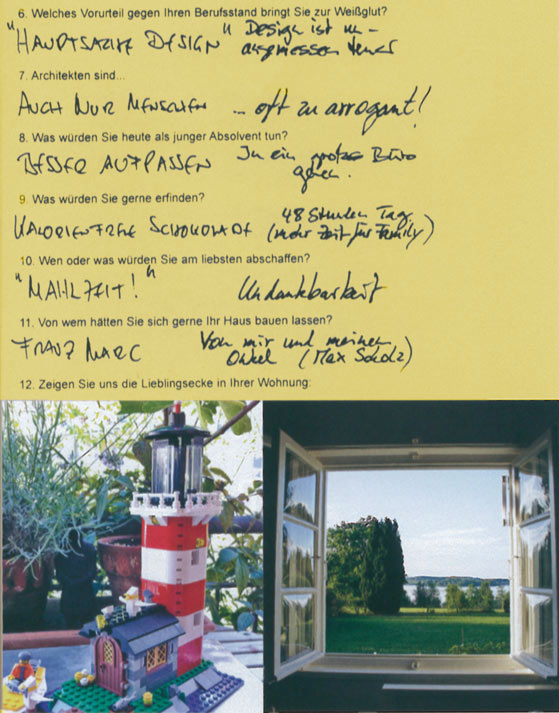 6. Welches Vorurteil gegen Ihren Berufsstand bringt Sie zur Weißglut?
"HAUPTSACHE DESIGN" Design ist un-
angemessen teuer
7. Architekten sind...
AUCH NUR MENSCHEN ... oft zu arrogant!
8. Was würden Sie heute als junger Absolvent tun?
BESSER AUFPASSEN In ein großes Büro
gehen.
9. Was würden Sie gerne erfinden?
KALORIENFREIE SCHOKOLADE 48 Stunden Tag
(mehr Zeit für Family)
10. Wen oder was würden Sie am liebsten abschaffen?
"MAHLZEIT!" Undankbarkeit
11. Von wem hätten Sie sich gerne Ihr Haus bauen lassen?
FRANZ MARC Von mir und meinem
Onkel (Max Scholz)
12. Zeigen Sie uns die Lieblingsecke in Ihrer Wohnung: